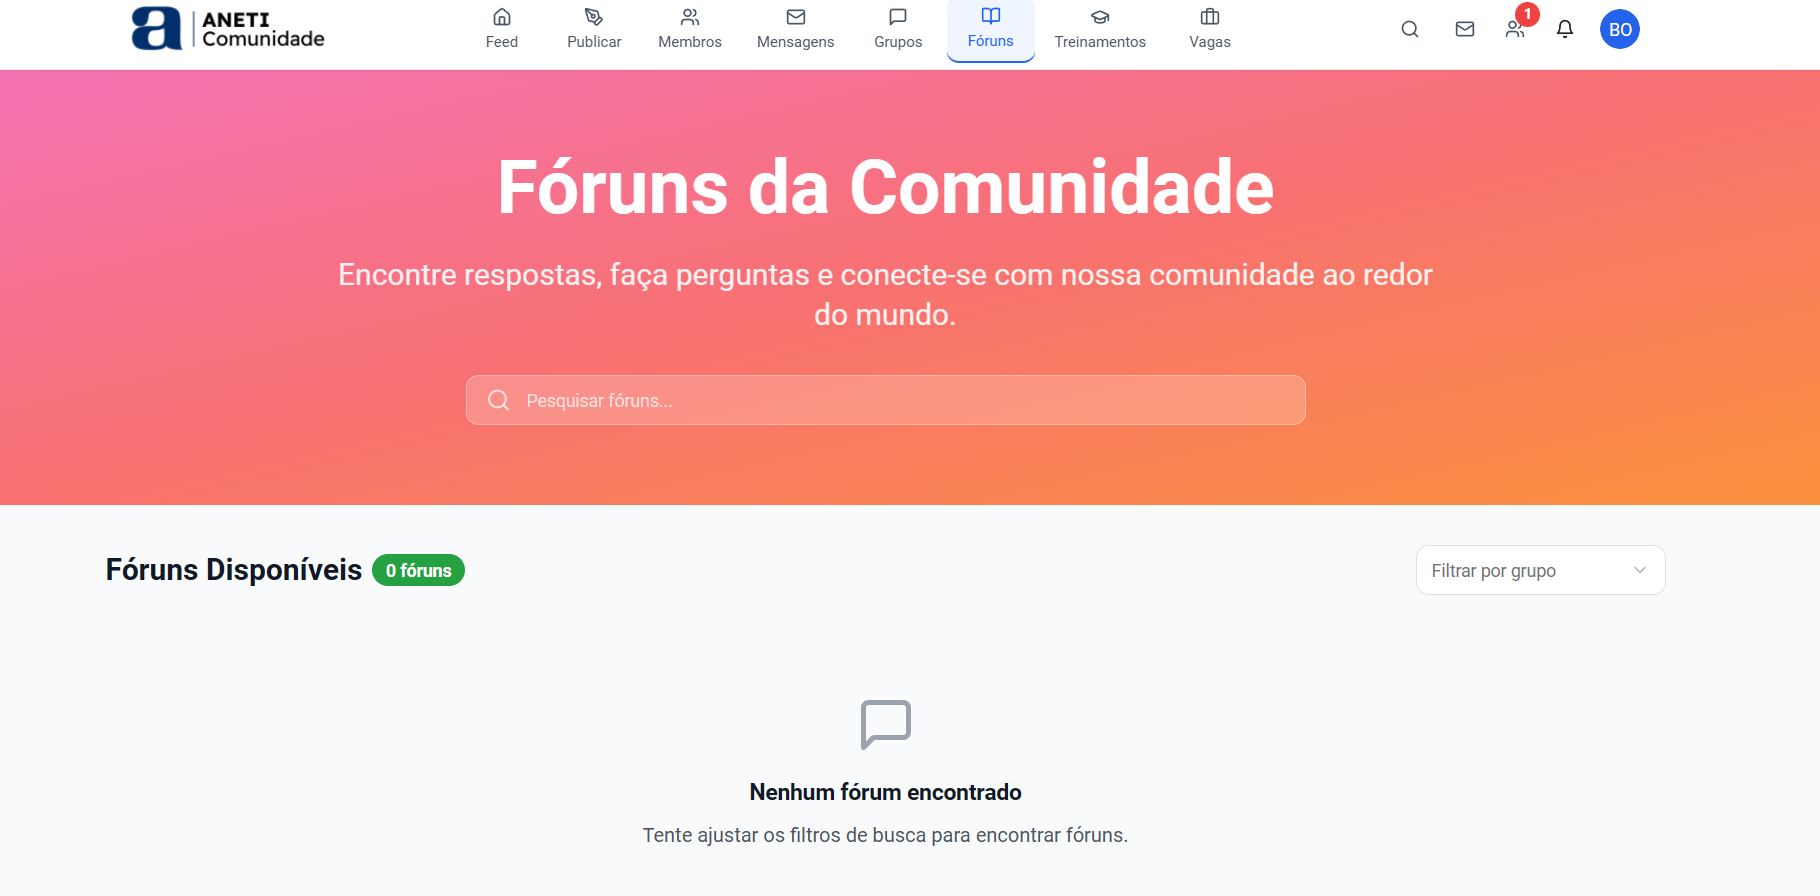 a | ANETI
Comunidade
Feed
Publicar
Membros
Mensagens
Grupos
Fóruns
Treinamentos
Vagas
1
BO
Fóruns da Comunidade
Encontre respostas, faça perguntas e conecte-se com nossa comunidade ao redor
do mundo.
Pesquisar fóruns...
Fóruns Disponíveis
0 fóruns
Filtrar por grupo
Nenhum fórum encontrado
Tente ajustar os filtros de busca para encontrar fóruns.